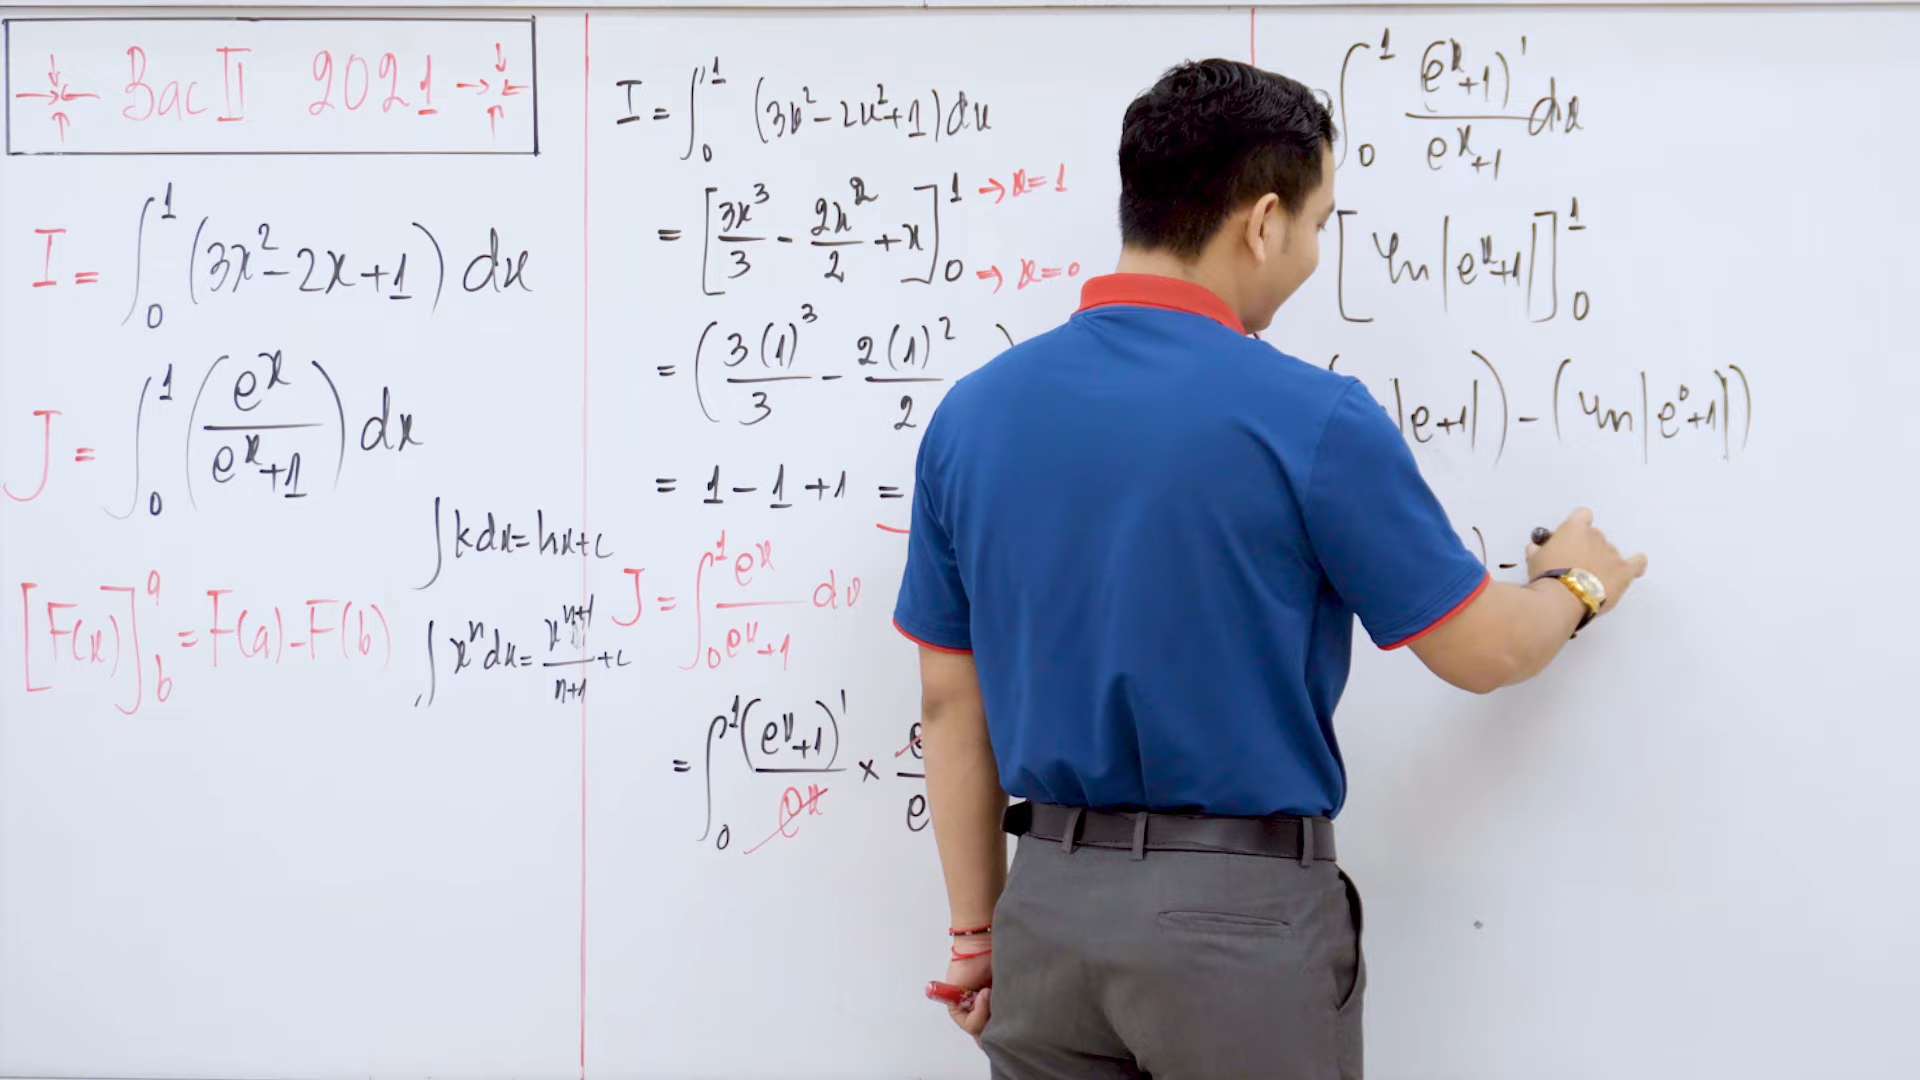 Bac II 2021
I = ∫₀¹ (3x² - 2x + 1) dx
J = ∫₀¹ (eˣ / eˣ+1) dx
∫ k dx = kx + c
[F(x)]ᵇᵃ = F(a) - F(b)
∫ xⁿ dx = xⁿ⁺¹ / n+1 + c
I = ∫₀¹ (3x² - 2x² + 1) dx
= [3x³/3 - 2x²/2 + x]₀¹ → x = 1 → x = 0
= (3(1)³/3 - 2(1)²/2 )
= 1 - 1 + 1 =
J = ∫₀¹ eˣ / eˣ+1 dx
= ∫₀¹ (eˣ+1)' / eˣ × e / e
∫₀¹ (eˣ+1)' / eˣ+1 dx
[ln|eˣ+1|]₀¹
|e+1|) - (ln|e⁰+1|)
) -